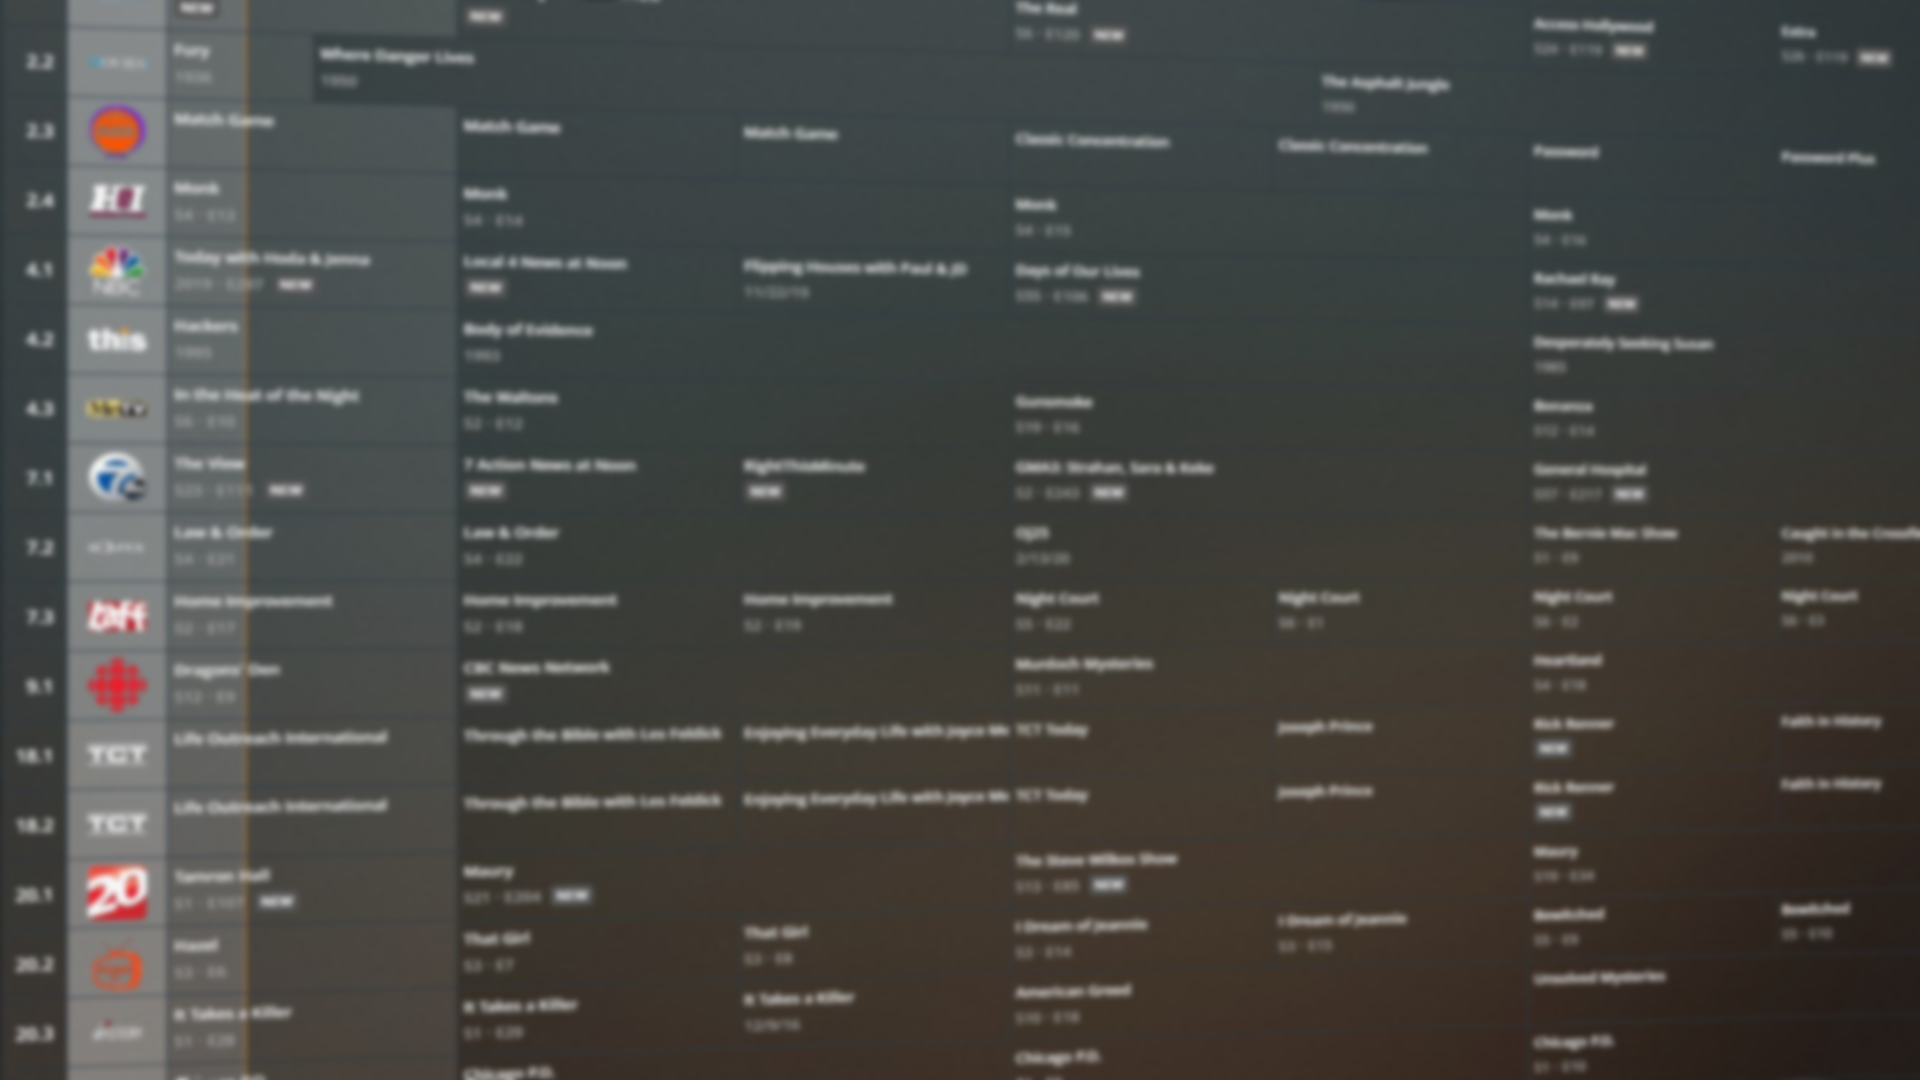 NEW
NEW
The Real
S6 · E120 NEW
Access Hollywood
S24 · E119 NEW
Extra
S26 · E119 NEW
2.2
Fury
1936
Where Danger Lives
1950
The Asphalt Jungle
1950
2.3
Match Game
Match Game
Match Game
Classic Concentration
Classic Concentration
Password
Password Plus
2.4
H&I
Monk
S4 · E13
Monk
S4 · E14
Monk
S4 · E15
Monk
S4 · E16
4.1
NBC
Today with Hoda & Jenna
NEW
Local 4 News at Noon
NEW
Flipping Houses with Paul & JD
11/22/19
Days of Our Lives
NEW
Rachael Ray
S14 · E97 NEW
4.2
this
Hackers
1995
Body of Evidence
1993
Desperately Seeking Susan
1985
4.3
In the Heat of the Night
S6 · E10
The Waltons
S2 · E12
Gunsmoke
S19 · E16
Bonanza
S12 · E14
7.1
7
The View
NEW
7 Action News at Noon
NEW
RightThisMinute
NEW
GMA3: Strahan, Sara & Keke
S2 · E243 NEW
General Hospital
S57 · E217 NEW
7.2
Law & Order
S4 · E21
Law & Order
S4 · E22
OJ25
2/13/20
The Bernie Mac Show
S1 · E9
Caught in the Crossfi
2010
7.3
Home Improvement
S2 · E17
Home Improvement
S2 · E18
Home Improvement
S2 · E19
Night Court
S5 · E22
Night Court
S6 · E1
Night Court
S6 · E2
Night Court
S6 · E3
9.1
Dragons' Den
S12 · E9
CBC News Network
NEW
Murdoch Mysteries
S11 · E11
Heartland
S4 · E18
18.1
TCT
Life Outreach International
Through the Bible with Les Feldick
Enjoying Everyday Life with Joyce Me
TCT Today
Joseph Prince
Rick Renner
NEW
Faith in History
18.2
TCT
Life Outreach International
Through the Bible with Les Feldick
Enjoying Everyday Life with Joyce Me
TCT Today
Joseph Prince
Rick Renner
NEW
Faith in History
20.1
20
Tamron Hall
S1 · E107 NEW
Maury
S21 · E204 NEW
The Steve Wilkos Show
S13 · E85 NEW
Maury
S19 · E34
20.2
Hazel
S3 · E6
That Girl
S3 · E7
That Girl
S3 · E8
I Dream of Jeannie
S3 · E14
I Dream of Jeannie
S3 · E15
Bewitched
S5 · E9
Bewitched
S5 · E10
20.3
It Takes a Killer
S1 · E28
It Takes a Killer
S1 · E29
It Takes a Killer
12/9/16
American Greed
S10 · E18
Unsolved Mysteries
Chicago P.D.
Chicago P.D.
Chicago P.D.
S1 · E10